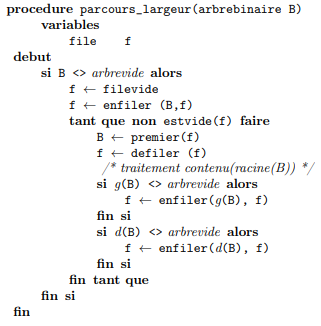 procedure parcours_largeur(arbrebinaire B)
variables
file f
debut
si B <> arbrevide alors
f ← filevide
f ← enfiler (B,f)
tant que non estvide(f) faire
B ← premier(f)
f ← defiler (f)
/* traitement contenu(racine(B)) */
si g(B) <> arbrevide alors
f ← enfiler(g(B), f)
fin si
si d(B) <> arbrevide alors
f ← enfiler(d(B), f)
fin si
fin tant que
fin si
fin